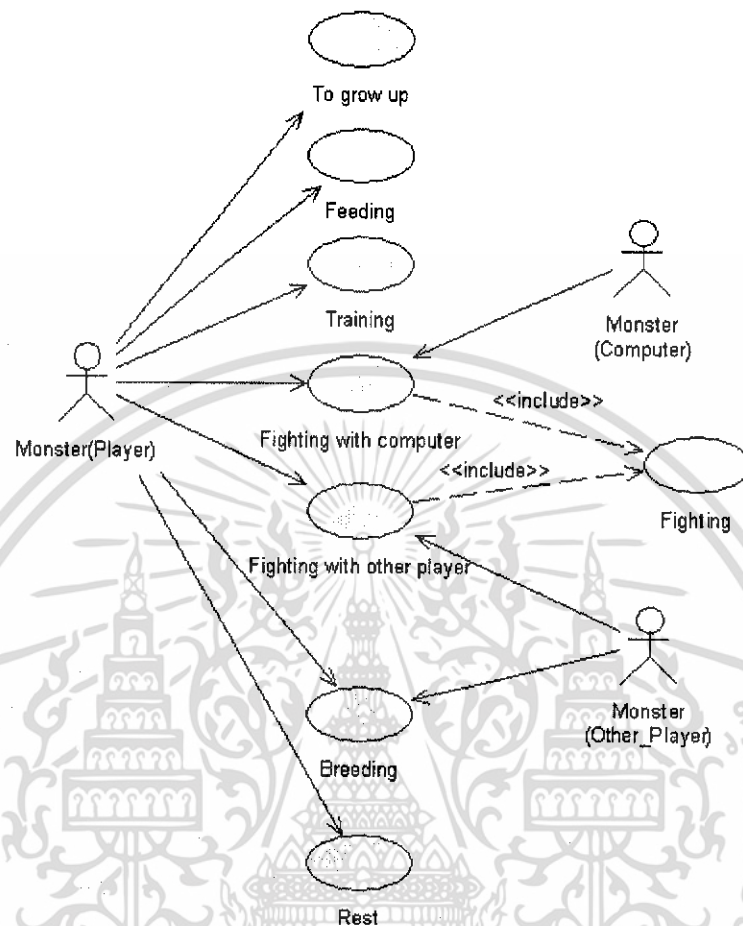 To grow up
Feeding
Training
Monster
(Computer)
<<include>>
Monster(Player)
Fighting with computer
<<include>>
Fighting
Fighting with other player
Monster
(Other_Player)
Breeding
Rest